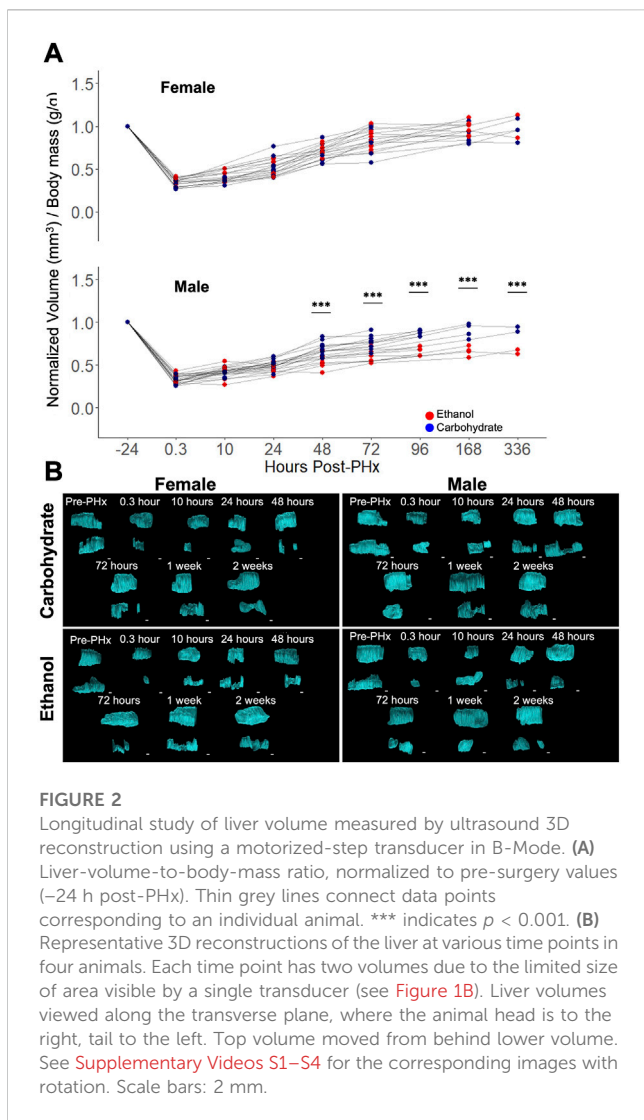 A
Female
1.5
1.0
0.5
0.0
Normalized Volume (mm³) / Body mass (g/g)
Male
*** *** *** *** ***
1.5
1.0
0.5
0.0
Ethanol
Carbohydrate
-24 0.3 10 24 48 72 96 168 336
Hours Post-PHx
B
Female Male
Carbohydrate
Pre-PHx 0.3 hour 10 hours 24 hours 48 hours
72 hours 1 week 2 weeks
Pre-PHx 0.3 hour 10 hours 24 hours 48 hours
72 hours 1 week 2 weeks
Ethanol
Pre-PHx 0.3 hour 10 hours 24 hours 48 hours
72 hours 1 week 2 weeks
Pre-PHx 0.3 hour 10 hours 24 hours 48 hours
72 hours 1 week 2 weeks
FIGURE 2
Longitudinal study of liver volume measured by ultrasound 3D
reconstruction using a motorized-step transducer in B-Mode. (A)
Liver-volume-to-body-mass ratio, normalized to pre-surgery values
(−24 h post-PHx). Thin grey lines connect data points
corresponding to an individual animal. *** indicates p < 0.001. (B)
Representative 3D reconstructions of the liver at various time points in
four animals. Each time point has two volumes due to the limited size
of area visible by a single transducer (see Figure 1B). Liver volumes
viewed along the transverse plane, where the animal head is to the
right, tail to the left. Top volume moved from behind lower volume.
See Supplementary Videos S1–S4 for the corresponding images with
rotation. Scale bars: 2 mm.